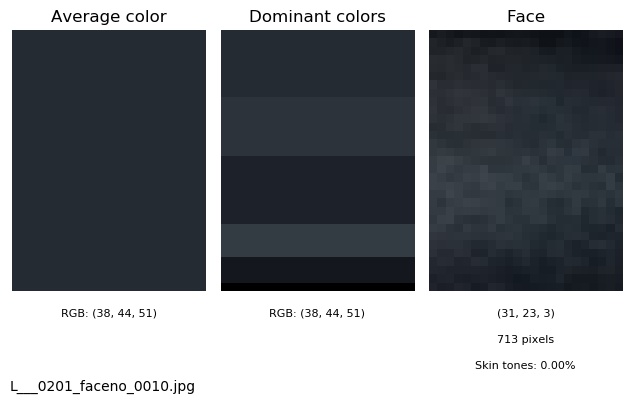 Average color
Dominant colors
Face
RGB: (38, 44, 51)
RGB: (38, 44, 51)
(31, 23, 3)
713 pixels
Skin tones: 0.00%
L___0201_faceno_0010.jpg